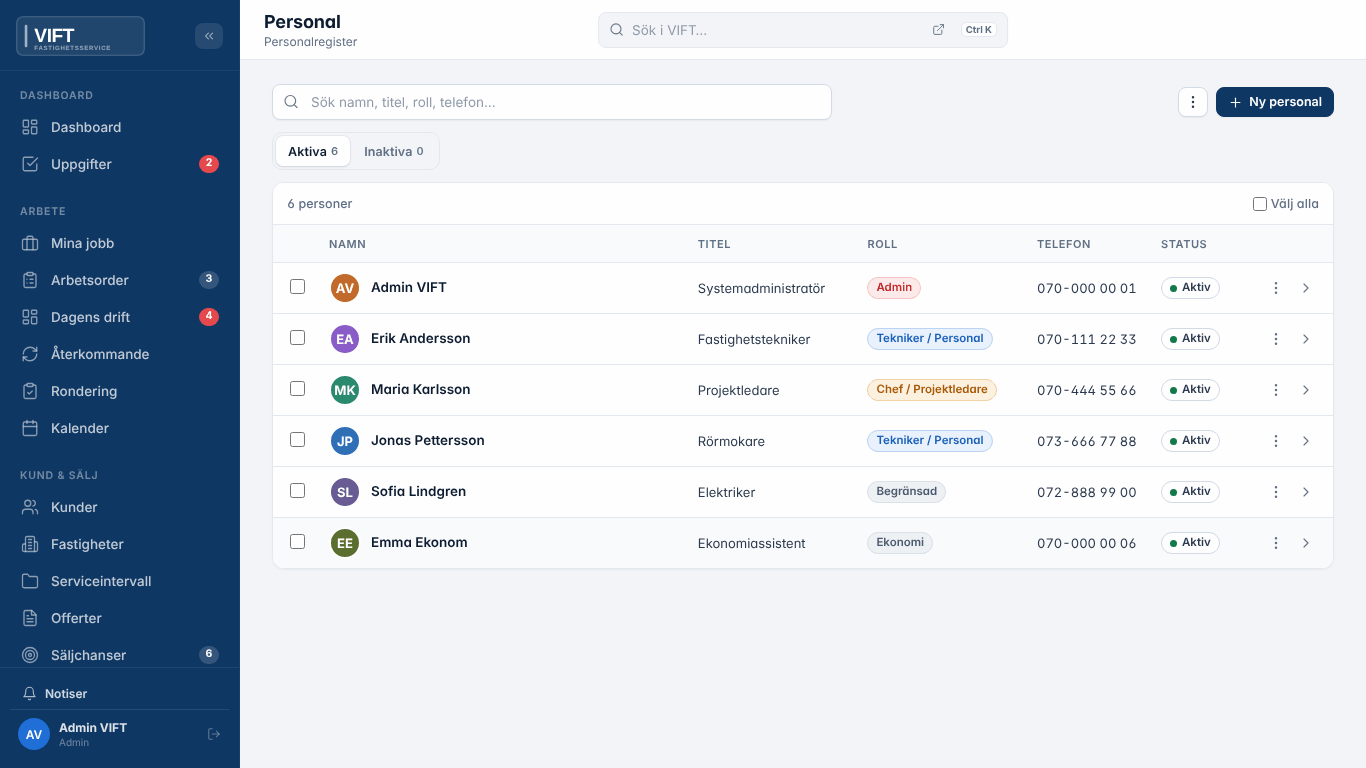 VIFT
FASTIGHETSSERVICE
DASHBOARD
Dashboard
Uppgifter 2
ARBETE
Mina jobb
Arbetsorder 3
Dagens drift 4
Återkommande
Rondering
Kalender
KUND & SÄLJ
Kunder
Fastigheter
Serviceintervall
Offerter
Säljchanser 6
Notiser
AV Admin VIFT
Admin
Personal
Personalregister
Sök i VIFT... Ctrl K
Sök namn, titel, roll, telefon...
Ny personal
Aktiva 6 Inaktiva 0
6 personer Välj alla
NAMN TITEL ROLL TELEFON STATUS
AV Admin VIFT Systemadministratör Admin 070-000 00 01 Aktiv
EA Erik Andersson Fastighetstekniker Tekniker / Personal 070-111 22 33 Aktiv
MK Maria Karlsson Projektledare Chef / Projektledare 070-444 55 66 Aktiv
JP Jonas Pettersson Rörmokare Tekniker / Personal 073-666 77 88 Aktiv
SL Sofia Lindgren Elektriker Begränsad 072-888 99 00 Aktiv
EE Emma Ekonom Ekonomiassistent Ekonomi 070-000 00 06 Aktiv